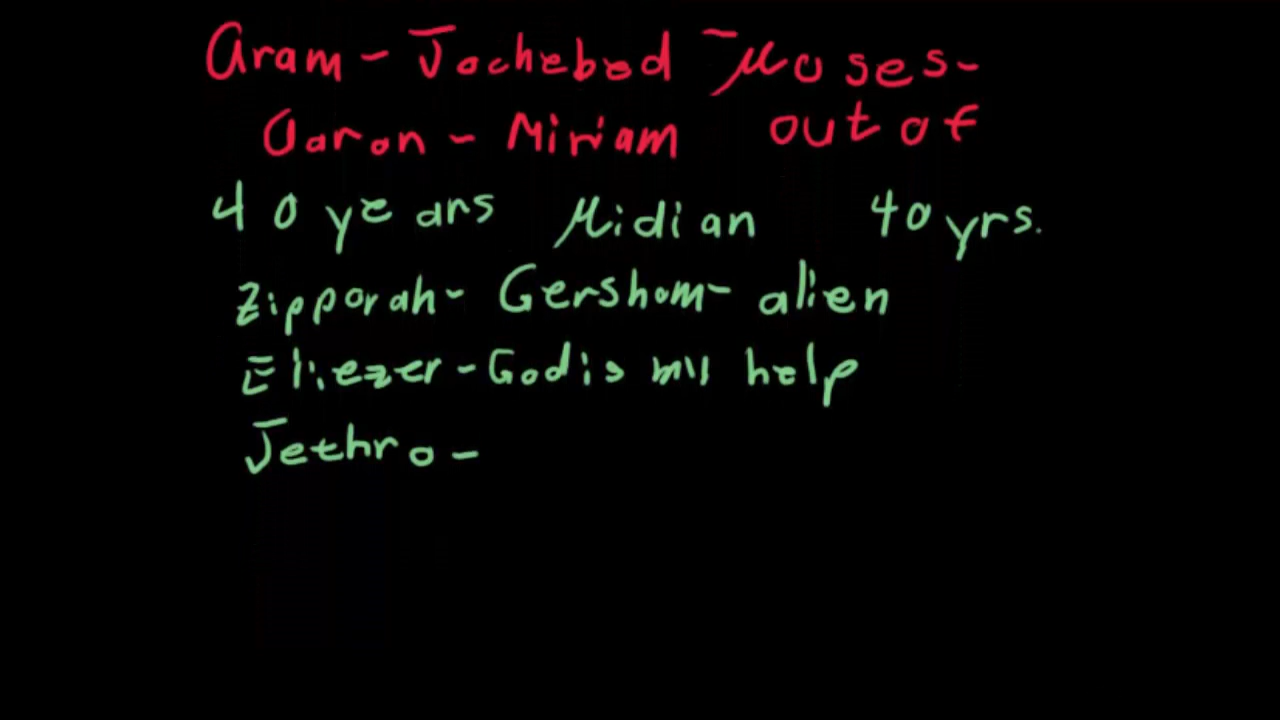 Aram - Jochebed - Moses-
Aaron - Miriam out of
40 years Midian 40 yrs.
Zipporah- Gershom- alien
Eliezer - God is my help
Jethro -